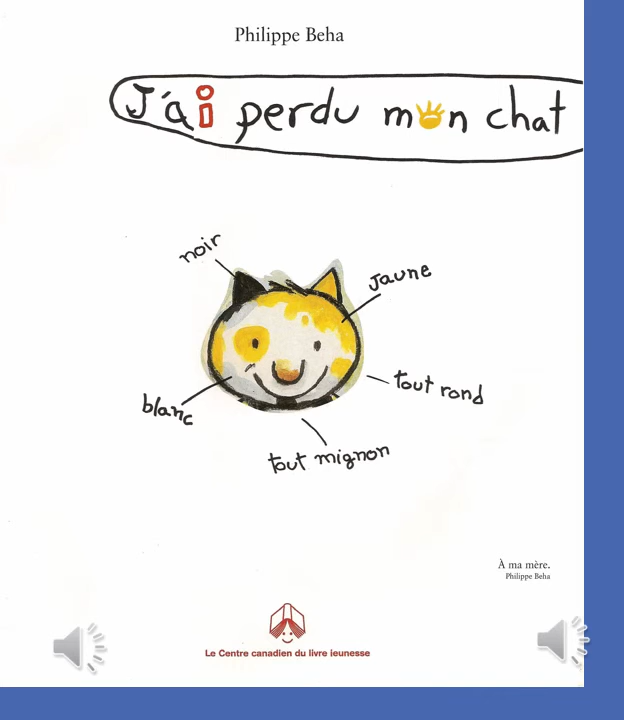 Philippe Beha
J'ai perdu mon chat
noir
jaune
tout rond
blanc
tout mignon
À ma mère.
Philippe Beha
Le Centre canadien du livre jeunesse